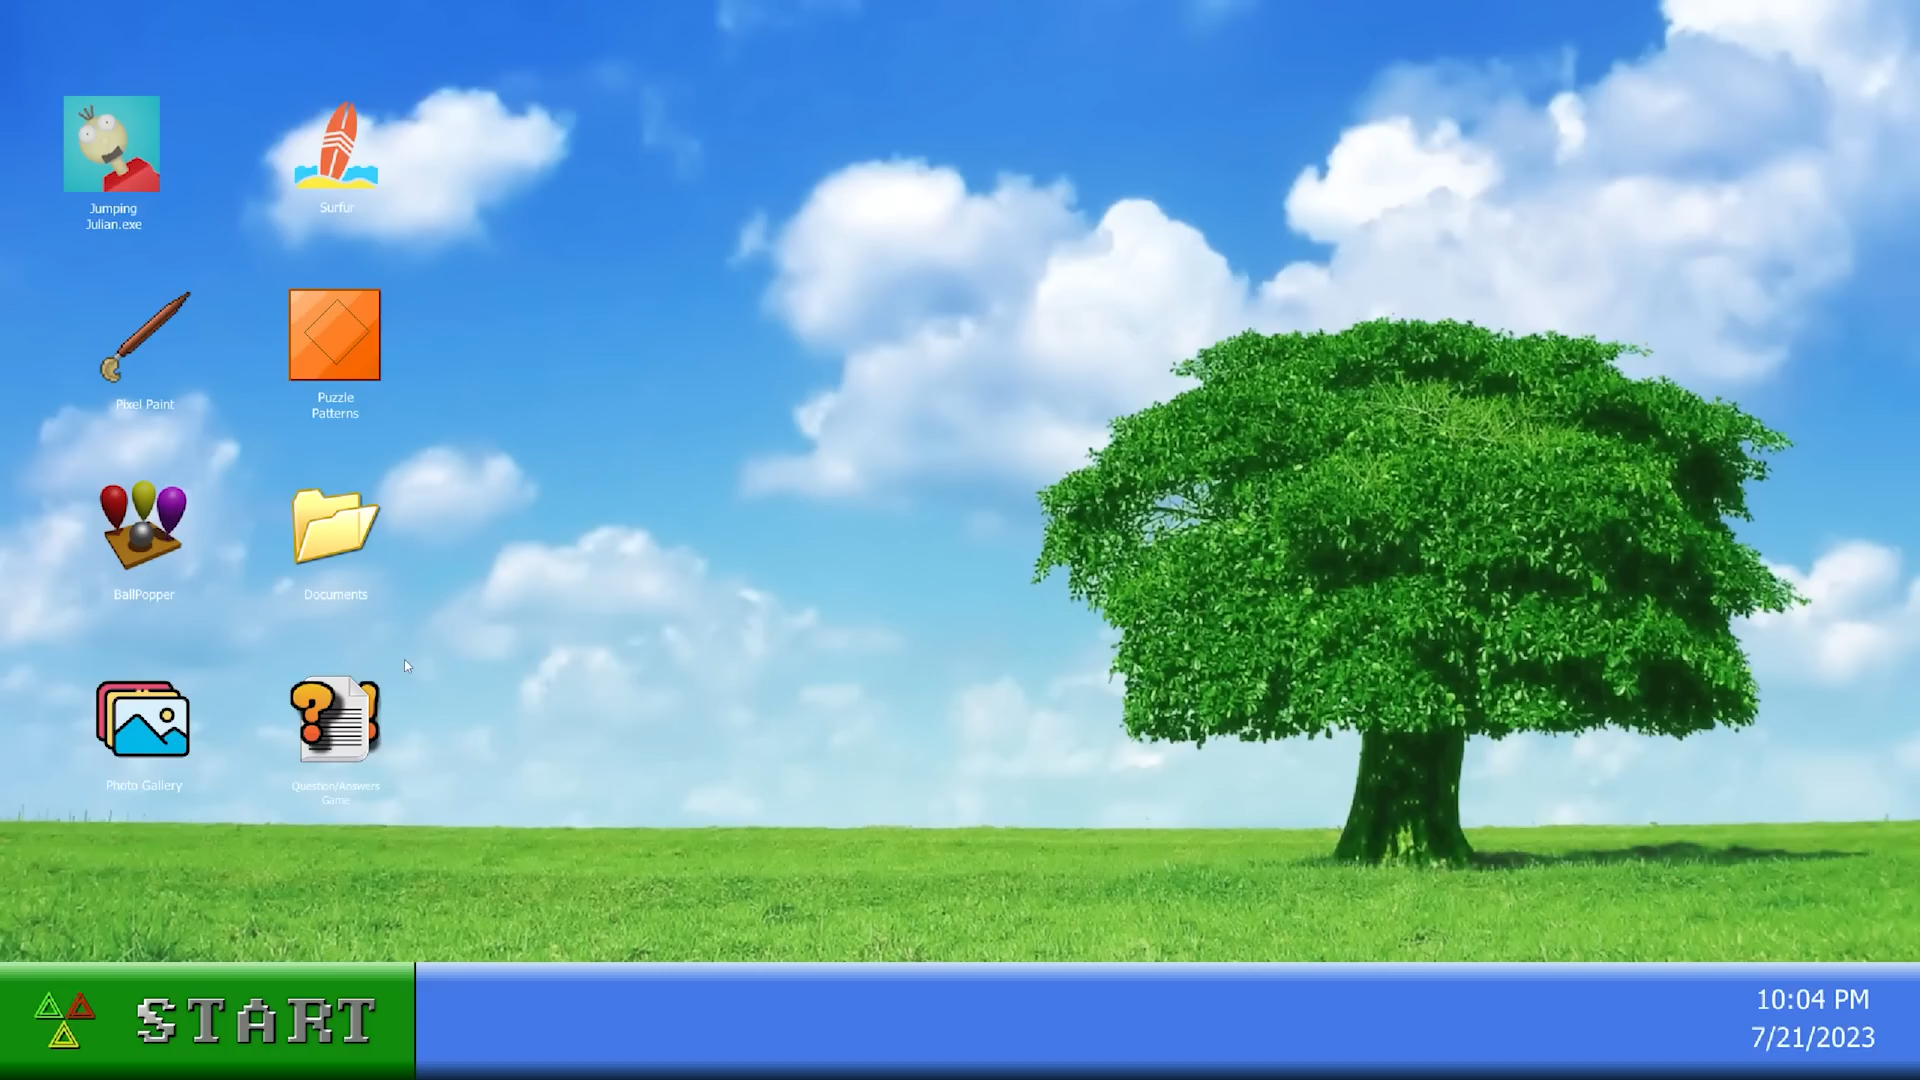 Jumping
Julian.exe
Surfur
Pixel Paint
Puzzle
Patterns
BallPopper
Documents
Photo Gallery
Question/Answers
Game
START
10:04 PM
7/21/2023